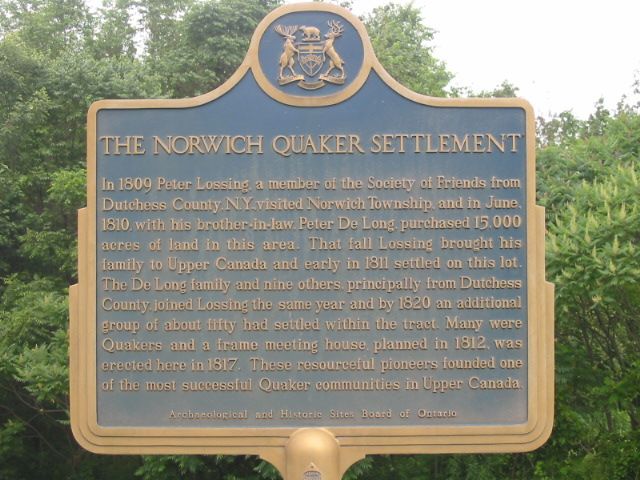 THE NORWICH QUAKER SETTLEMENT
In 1809 Peter Lossing, a member of the Society of Friends from
Dutchess County, N.Y. visited Norwich Township, and in June,
1810, with his brother-in-law, Peter De Long, purchased 15,000
acres of land in this area. That fall Lossing brought his
family to Upper Canada and early in 1811 settled on this lot.
The De Long family and nine others, principally from Dutchess
County, joined Lossing the same year and by 1820 an additional
group of about fifty had settled within the tract. Many were
Quakers and a frame meeting house, planned in 1812, was
erected here in 1817. These resourceful pioneers founded one
of the most successful Quaker communities in Upper Canada.
Archaeological and Historic Sites Board of Ontario